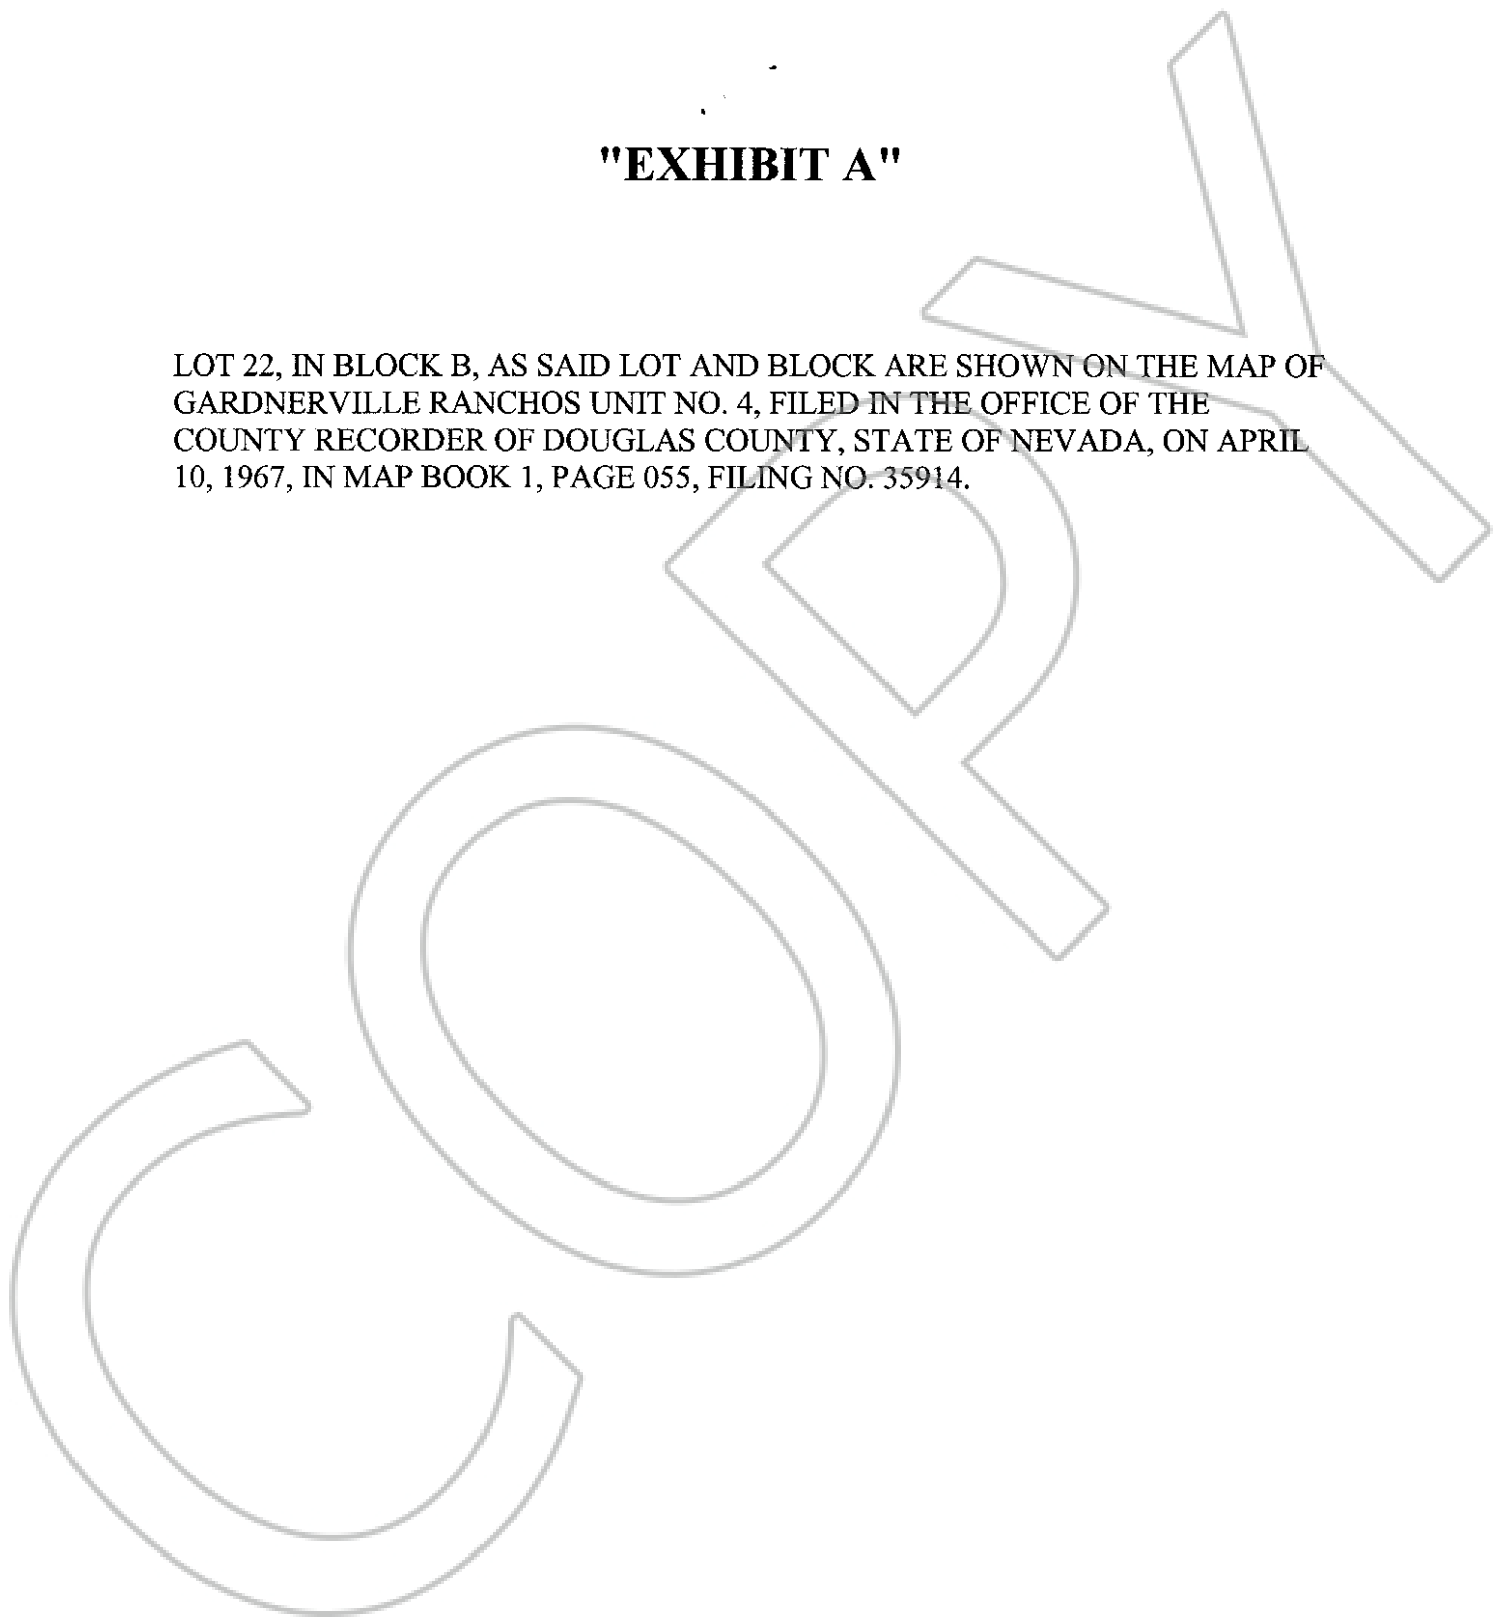 "EXHIBIT A"
LOT 22, IN BLOCK B, AS SAID LOT AND BLOCK ARE SHOWN ON THE MAP OF
GARDNERVILLE RANCHOS UNIT NO. 4, FILED IN THE OFFICE OF THE
COUNTY RECORDER OF DOUGLAS COUNTY, STATE OF NEVADA, ON APRIL
10, 1967, IN MAP BOOK 1, PAGE 055, FILING NO. 35914.
COPY